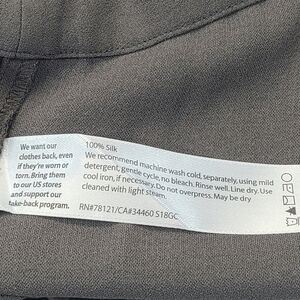 We want our
clothes back, even
if they're worn or
torn. Bring them
to our US stores
and support our
take-back program.
100% Silk
We recommend machine wash cold, separately, using mild
detergent, gentle cycle, no bleach. Rinse well. Line dry. Use
cool iron, if necessary. Do not overpress. May be dry
cleaned with light steam.
RN#78121/CA#34460 S18GC